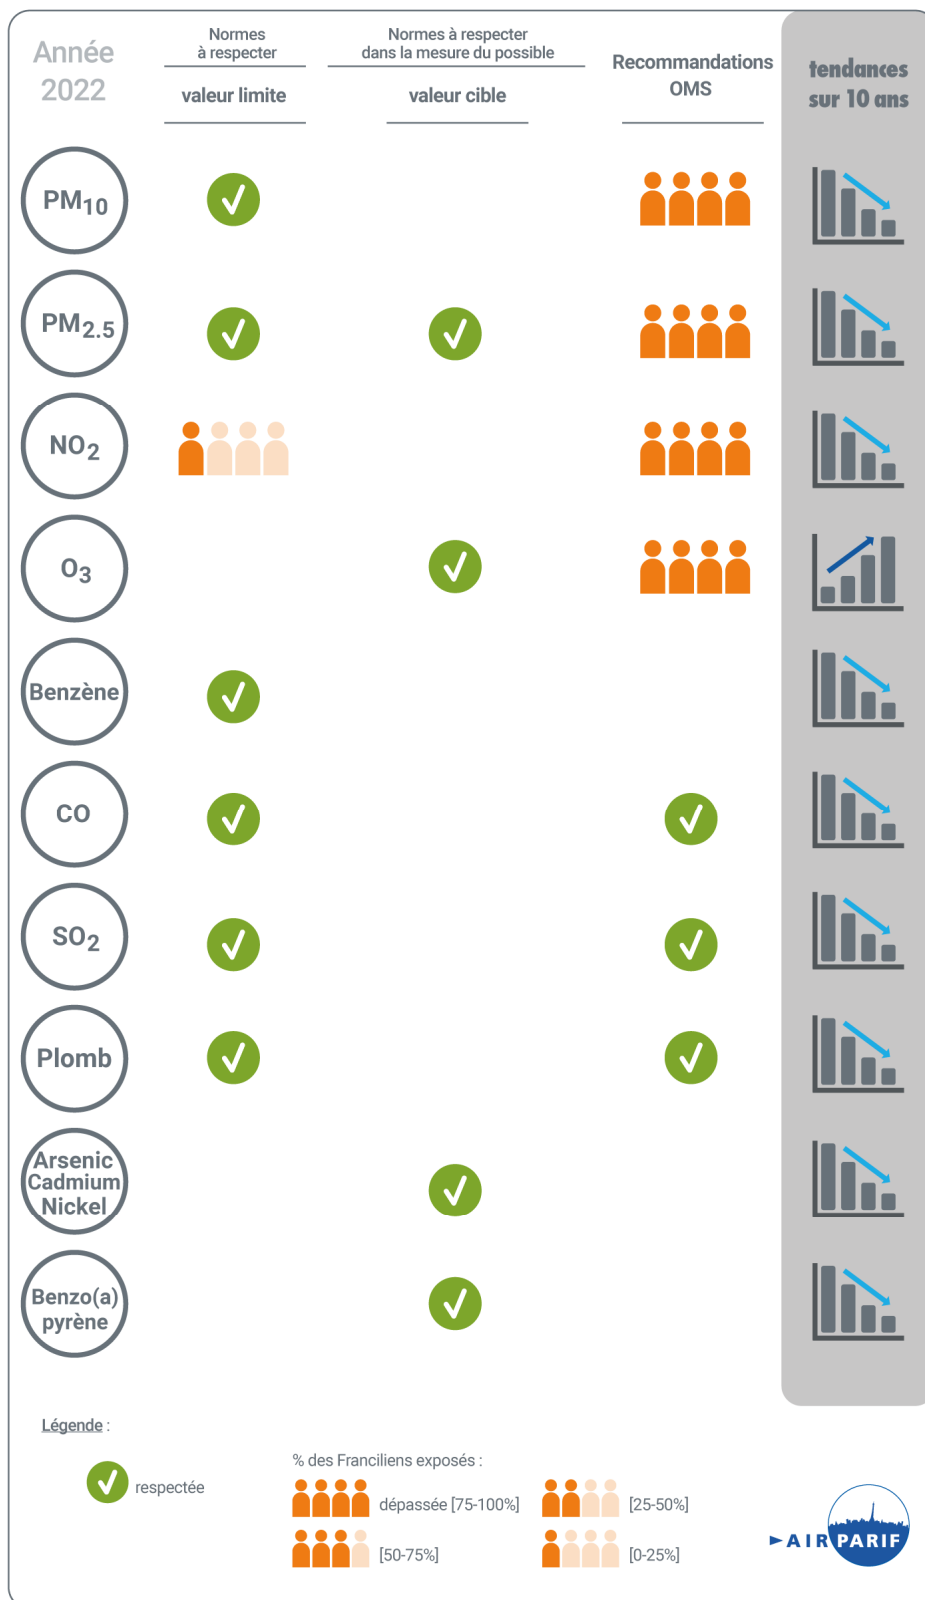 Année
2022
Normes
à respecter
valeur limite
Normes à respecter
dans la mesure du possible
valeur cible
Recommandations
OMS
tendances
sur 10 ans
PM10
PM2.5
NO2
O3
Benzène
CO
SO2
Plomb
Arsenic
Cadmium
Nickel
Benzo(a)
pyrène
Légende :
respectée
% des Franciliens exposés :
dépassée [75-100%]
[25-50%]
[50-75%]
[0-25%]
AIRPARIF